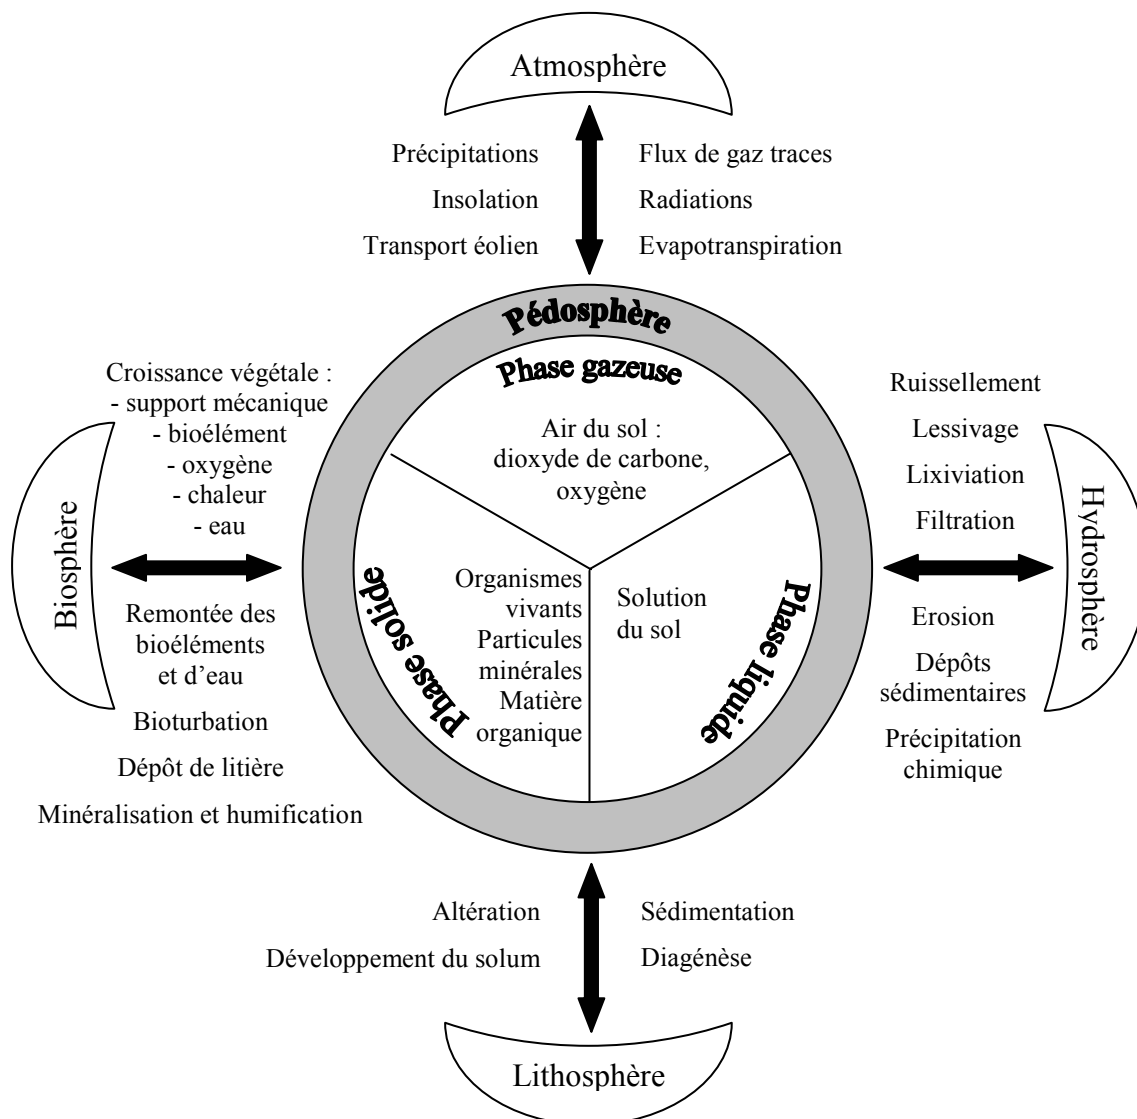 Atmosphère
Précipitations
Insolation
Transport éolien
Flux de gaz traces
Radiations
Evapotranspiration
Pédosphère
Phase gazeuse
Air du sol :
dioxyde de carbone,
oxygène
Croissance végétale :
- support mécanique
- bioélément
- oxygène
- chaleur
- eau
Biosphère
Remontée des
bioéléments
et d'eau
Bioturbation
Dépôt de litière
Minéralisation et humification
Phase solide
Organismes
vivants
Particules
minérales
Matière
organique
Solution
du sol
Phase liquide
Ruissellement
Lessivage
Lixiviation
Filtration
Hydrosphère
Erosion
Dépôts
sédimentaires
Précipitation
chimique
Altération
Développement du solum
Sédimentation
Diagénèse
Lithosphère